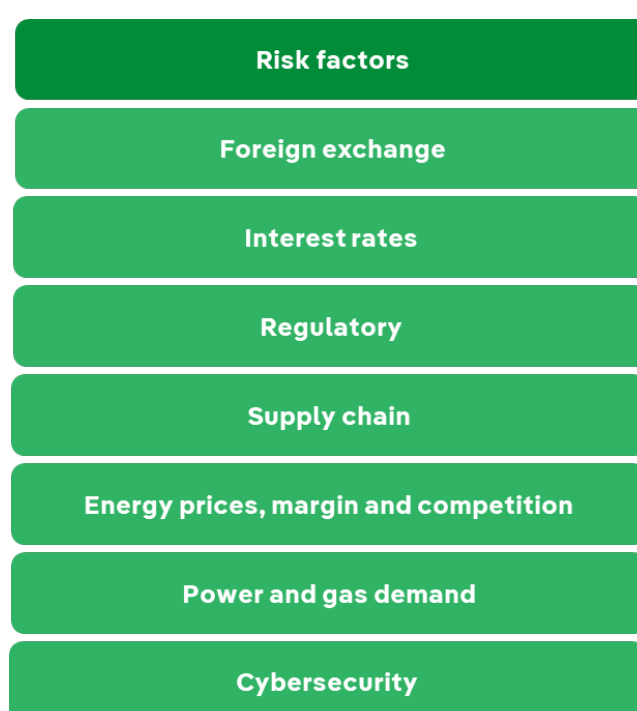 Risk factors
Foreign exchange
Interest rates
Regulatory
Supply chain
Energy prices, margin and competition
Power and gas demand
Cybersecurity